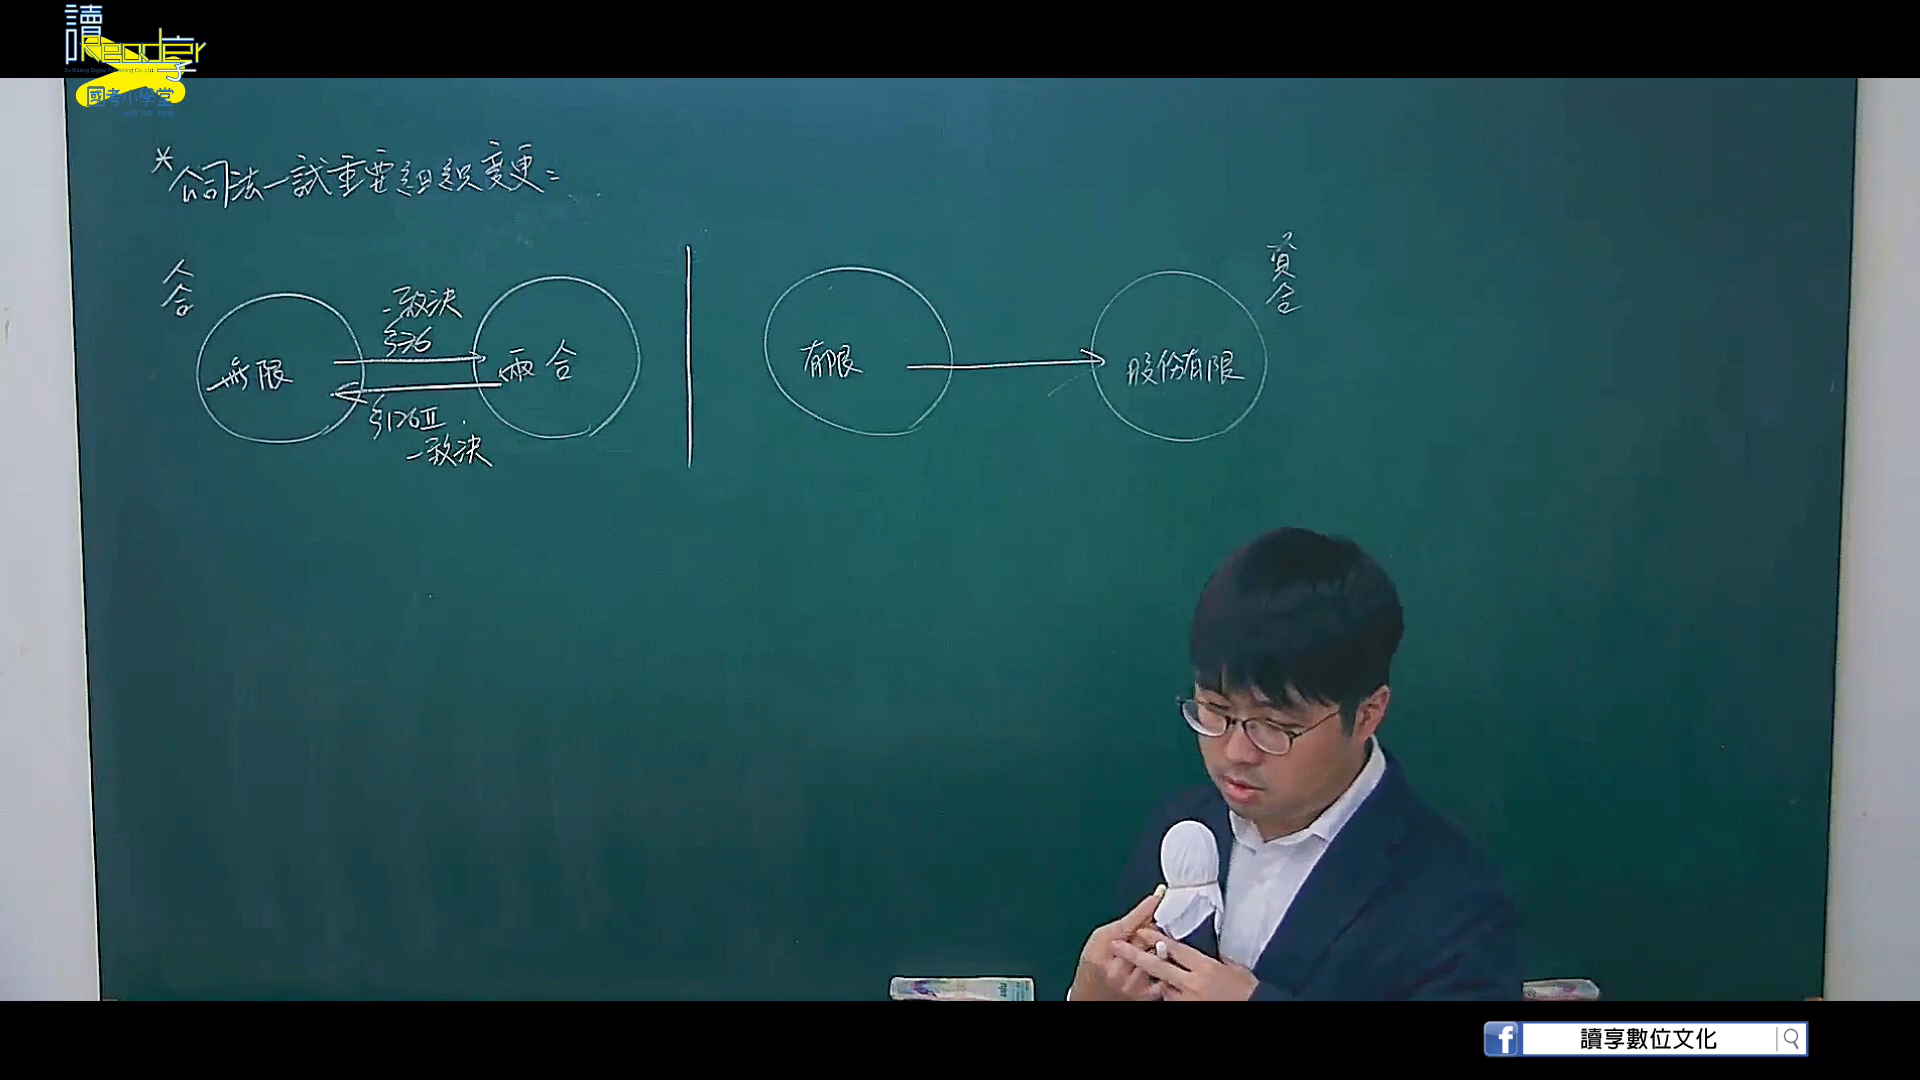 讀享
Reader
國考小學堂
*公司法一試重要組織變更:
人合
資合
一致決
§76
無限
兩合
§126Ⅱ
一致決
有限
股份有限
讀享數位文化